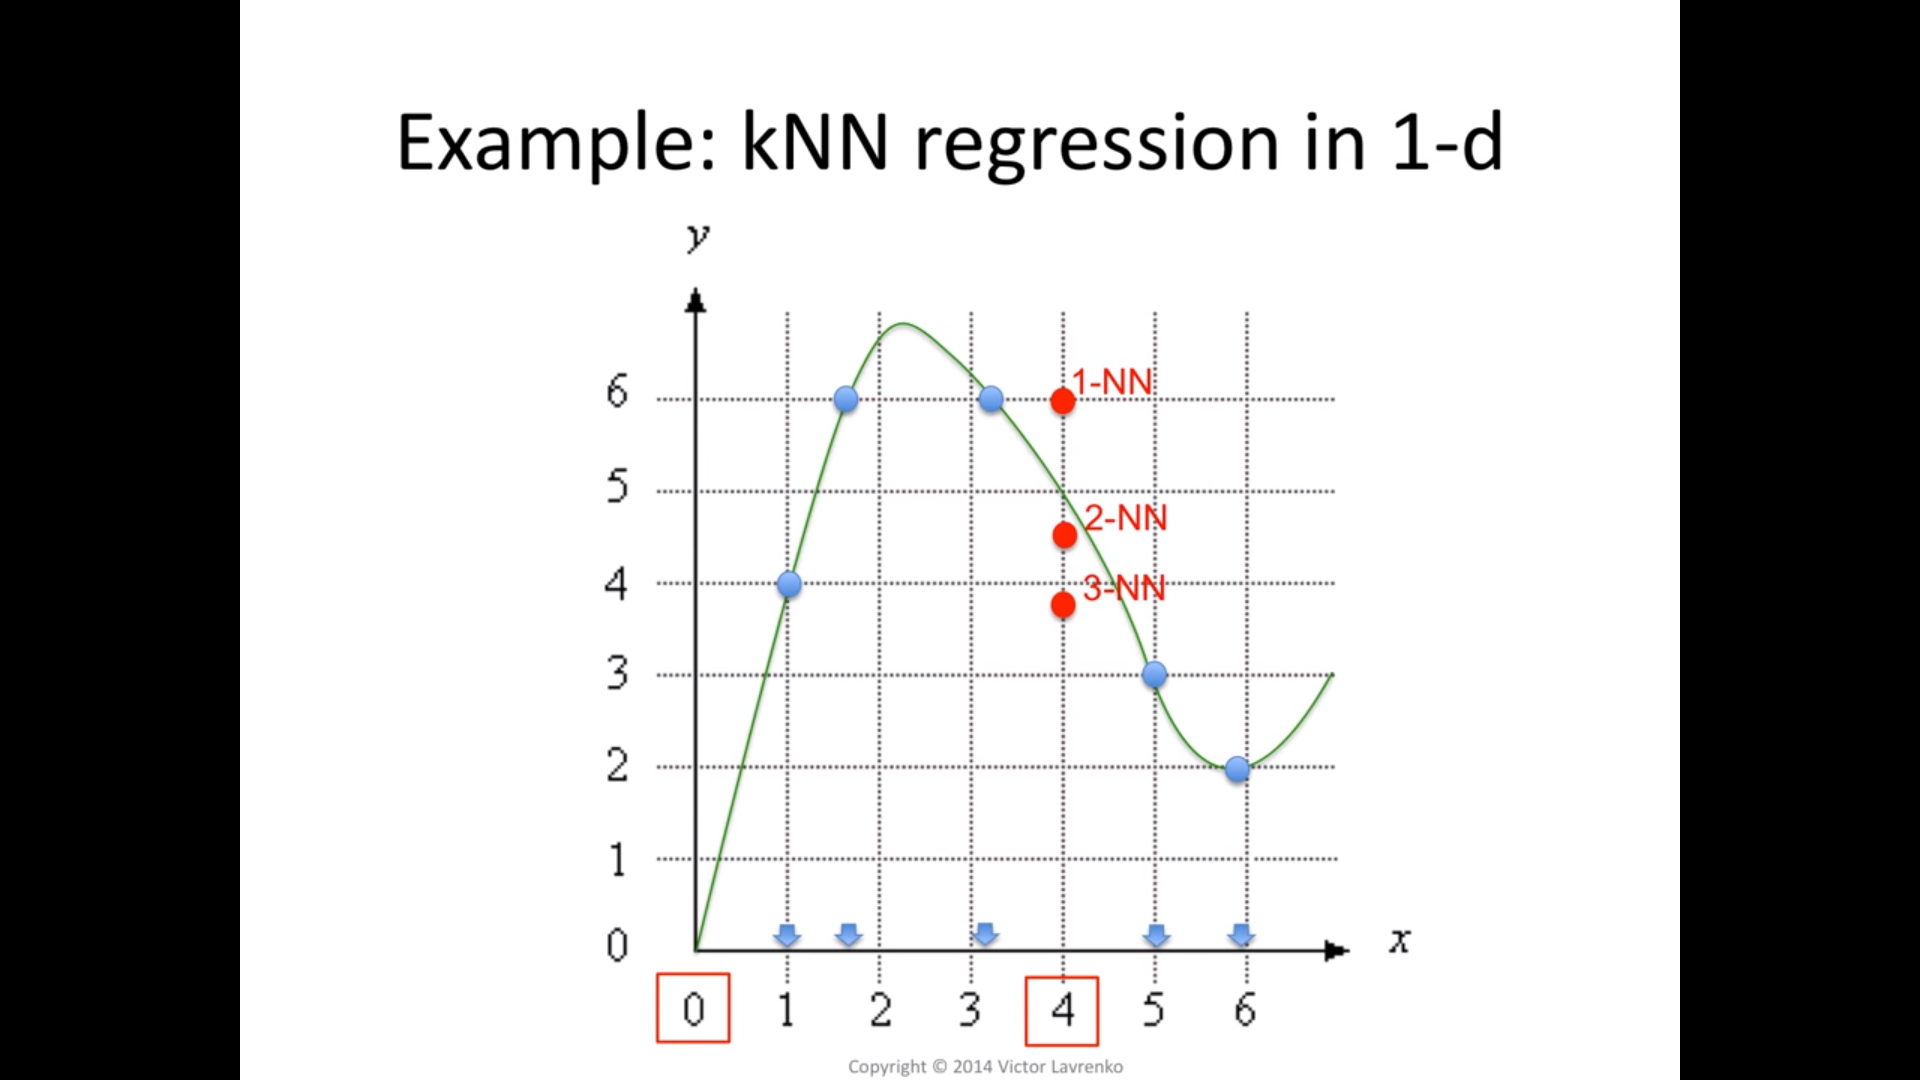 Example: kNN regression in 1-d
y
6
1-NN
5
2-NN
4
3-NN
3
2
1
0
x
0 1 2 3 4 5 6
Copyright © 2014 Victor Lavrenko